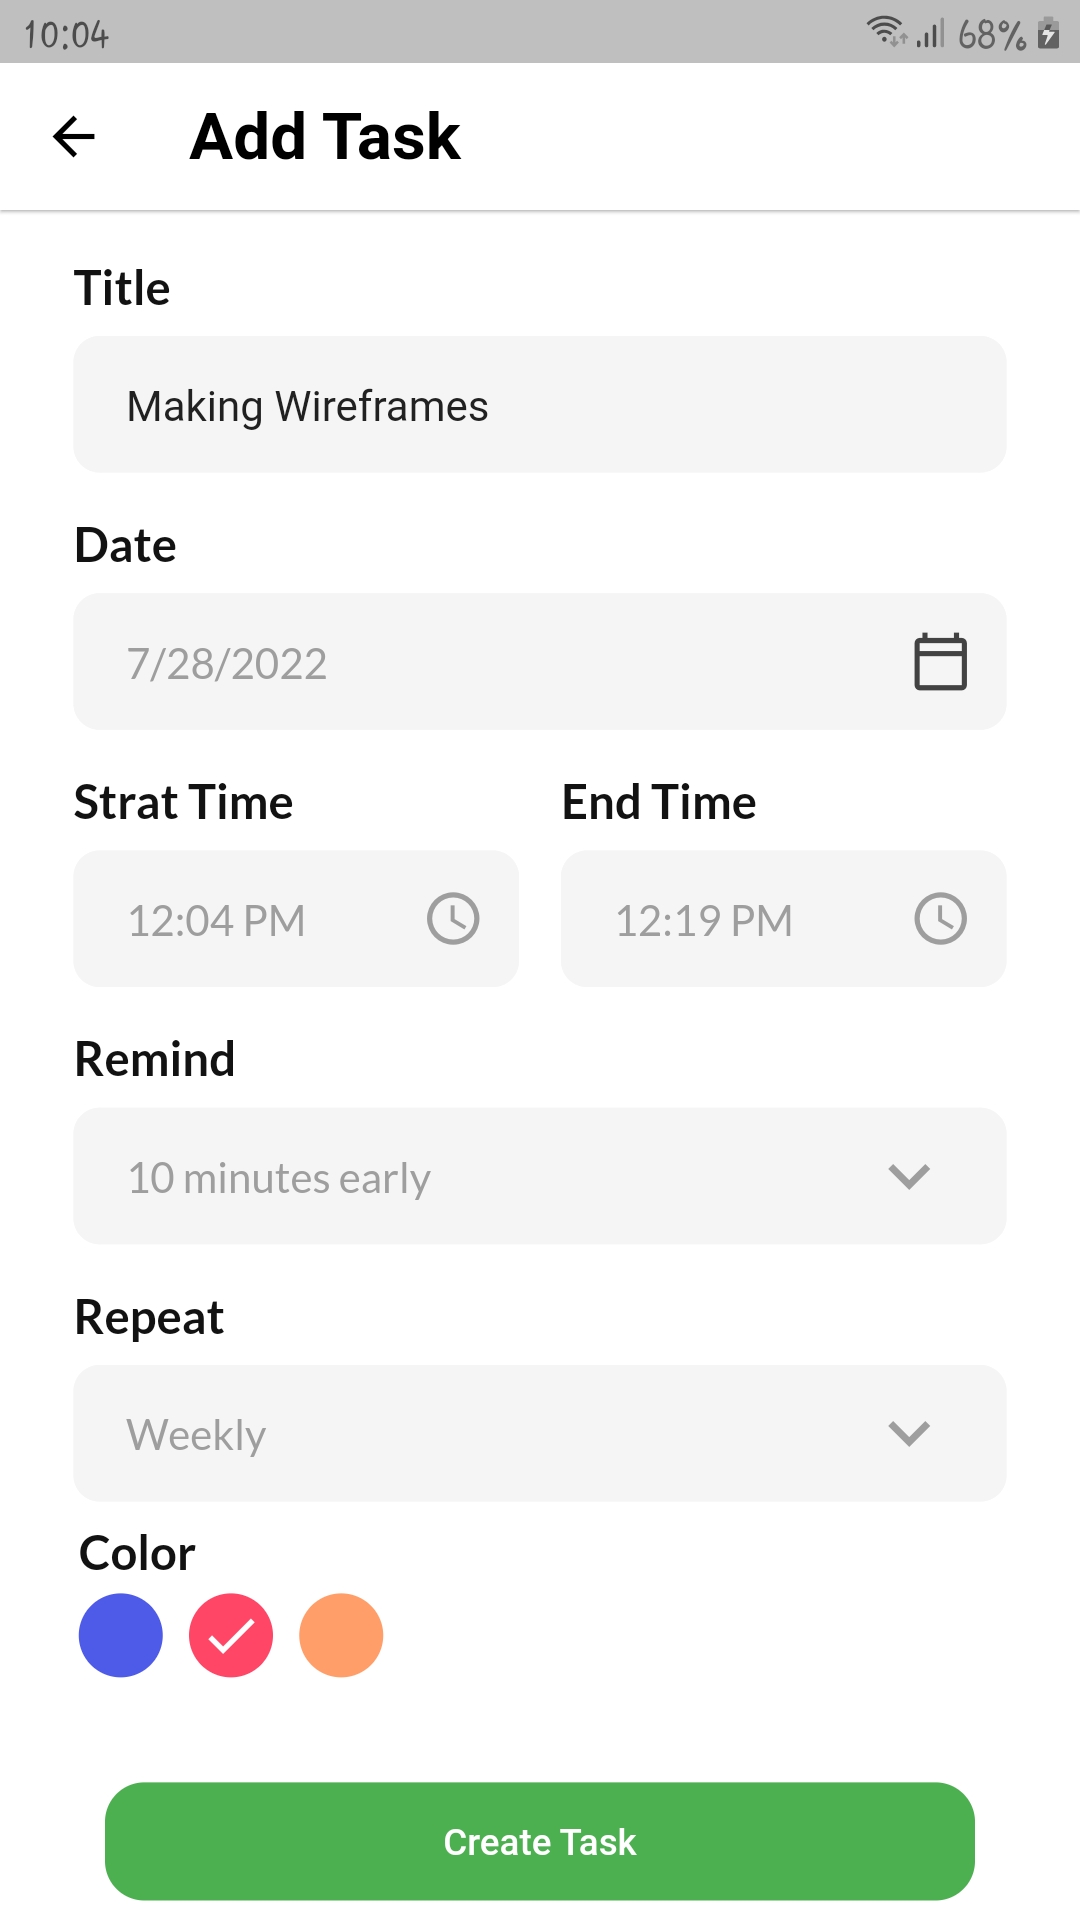 10:04 68%
Add Task
Title
Making Wireframes
Date
7/28/2022
Strat Time End Time
12:04 PM 12:19 PM
Remind
10 minutes early
Repeat
Weekly
Color
Create Task